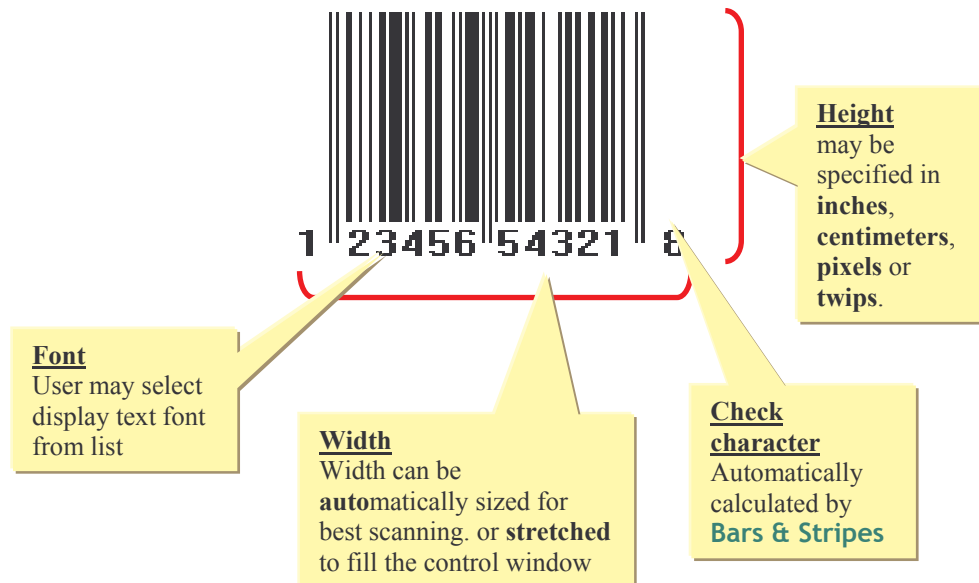 1 23456 54321 8
Height
may be
specified in
inches,
centimeters,
pixels or
twips.
Font
User may select
display text font
from list
Width
Width can be
automatically sized for
best scanning. or stretched
to fill the control window
Check
character
Automatically
calculated by
Bars & Stripes